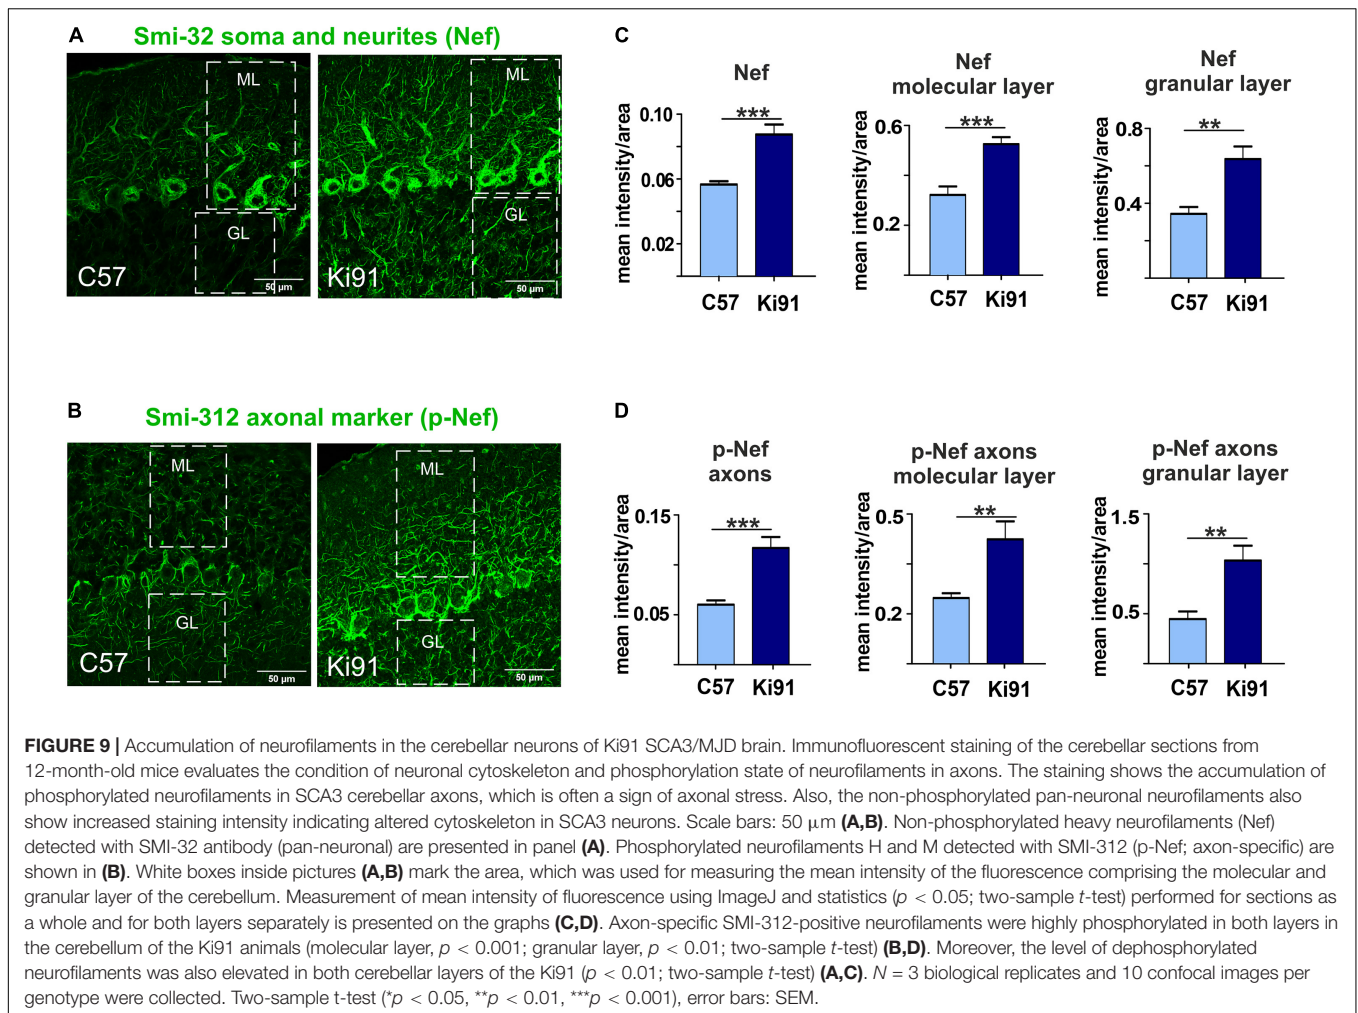 A
Smi-32 soma and neurites (Nef)
ML
GL
C57
50 µm
ML
GL
Ki91
50 µm
C
Nef
mean intensity/area
0.10
0.06
0.02
***
C57 Ki91
Nef
molecular layer
mean intensity/area
0.6
0.2
***
C57 Ki91
Nef
granular layer
mean intensity/area
0.8
0.4
**
C57 Ki91
B
Smi-312 axonal marker (p-Nef)
ML
GL
C57
50 µm
ML
GL
Ki91
50 µm
D
p-Nef
axons
mean intensity/area
0.15
0.05
***
C57 Ki91
p-Nef axons
molecular layer
mean intensity/area
0.5
0.2
**
C57 Ki91
p-Nef axons
granular layer
mean intensity/area
1.5
0.5
**
C57 Ki91
FIGURE 9 | Accumulation of neurofilaments in the cerebellar neurons of Ki91 SCA3/MJD brain. Immunofluorescent staining of the cerebellar sections from
12-month-old mice evaluates the condition of neuronal cytoskeleton and phosphorylation state of neurofilaments in axons. The staining shows the accumulation of
phosphorylated neurofilaments in SCA3 cerebellar axons, which is often a sign of axonal stress. Also, the non-phosphorylated pan-neuronal neurofilaments also
show increased staining intensity indicating altered cytoskeleton in SCA3 neurons. Scale bars: 50 µm (A,B). Non-phosphorylated heavy neurofilaments (Nef)
detected with SMI-32 antibody (pan-neuronal) are presented in panel (A). Phosphorylated neurofilaments H and M detected with SMI-312 (p-Nef; axon-specific) are
shown in (B). White boxes inside pictures (A,B) mark the area, which was used for measuring the mean intensity of the fluorescence comprising the molecular and
granular layer of the cerebellum. Measurement of mean intensity of fluorescence using ImageJ and statistics (p < 0.05; two-sample t-test) performed for sections as
a whole and for both layers separately is presented on the graphs (C,D). Axon-specific SMI-312-positive neurofilaments were highly phosphorylated in both layers in
the cerebellum of the Ki91 animals (molecular layer, p < 0.001; granular layer, p < 0.01; two-sample t-test) (B,D). Moreover, the level of dephosphorylated
neurofilaments was also elevated in both cerebellar layers of the Ki91 (p < 0.01; two-sample t-test) (A,C). N = 3 biological replicates and 10 confocal images per
genotype were collected. Two-sample t-test (*p < 0.05, **p < 0.01, ***p < 0.001), error bars: SEM.